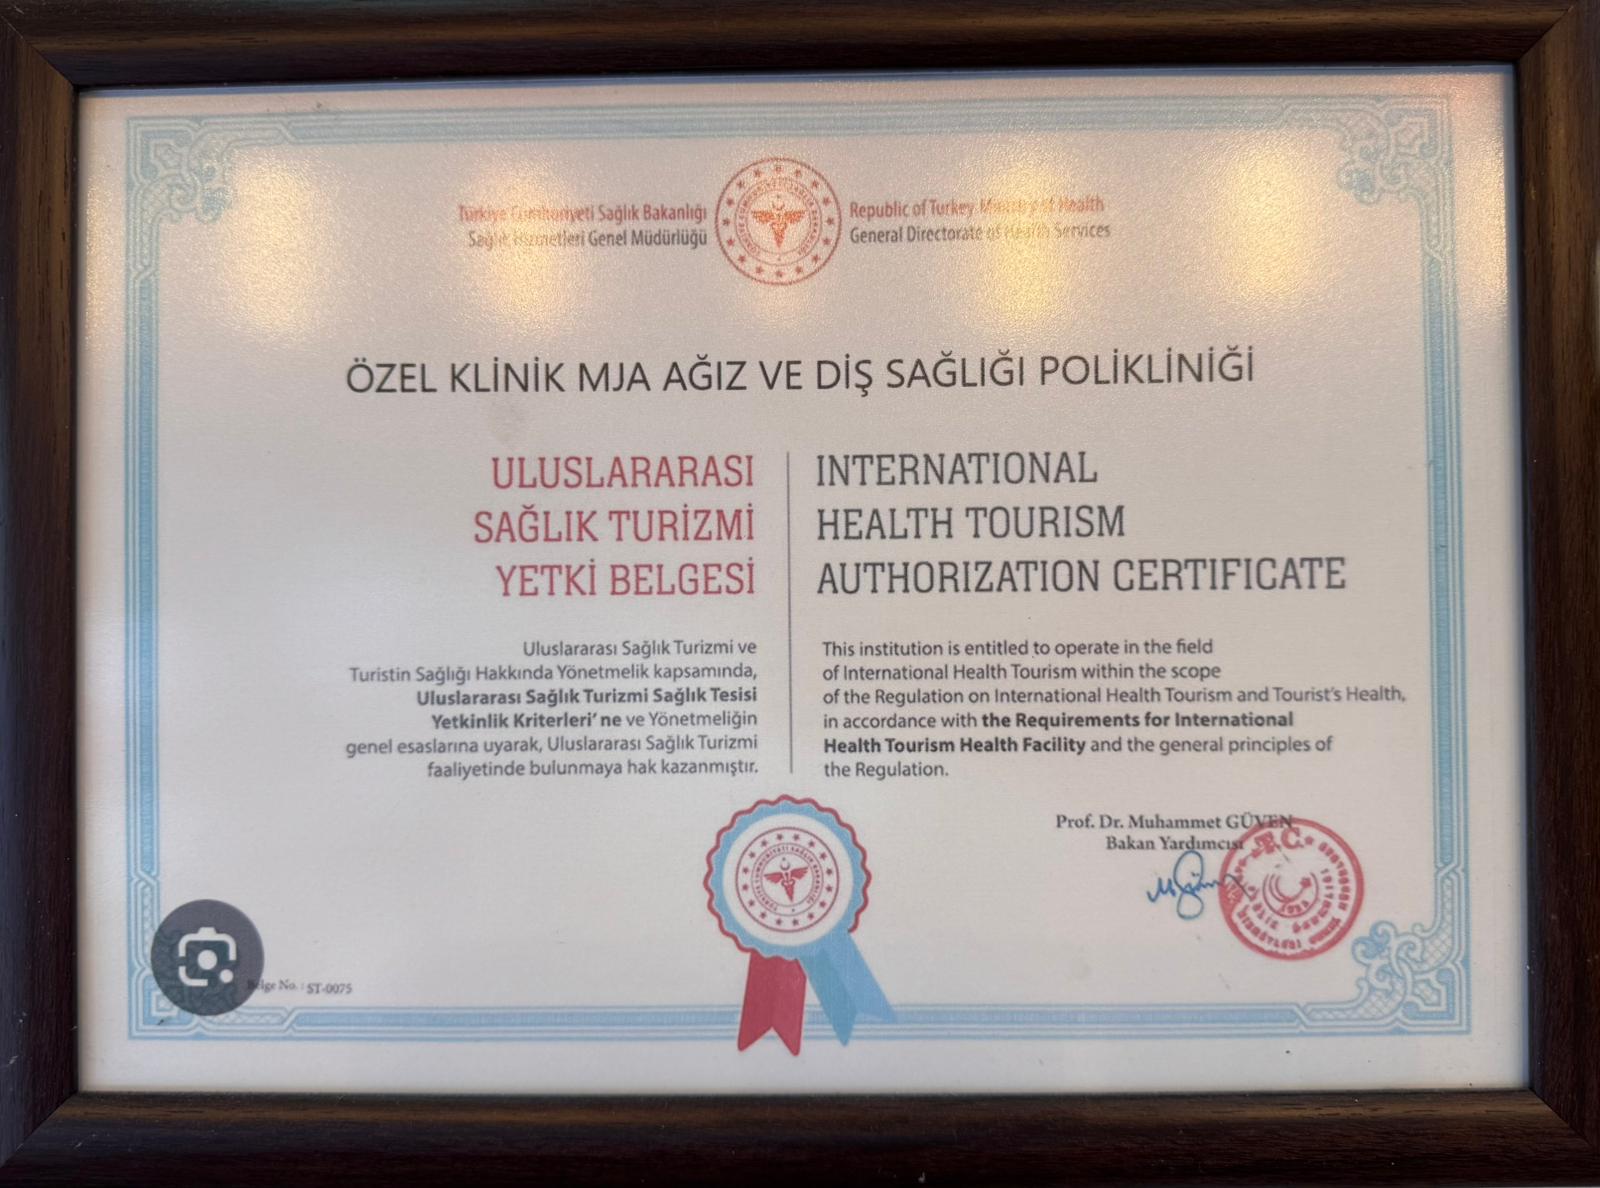 Türkiye Cumhuriyeti Sağlık Bakanlığı
Sağlık Hizmetleri Genel Müdürlüğü
Republic of Turkey Ministry of Health
General Directorate of Health Services
ÖZEL KLİNİK MJA AĞIZ VE DİŞ SAĞLIĞI POLİKLİNİĞİ
ULUSLARARASI
SAĞLIK TURİZMİ
YETKİ BELGESİ
INTERNATIONAL
HEALTH TOURISM
AUTHORIZATION CERTIFICATE
Uluslararası Sağlık Turizmi ve
Turistin Sağlığı Hakkında Yönetmelik kapsamında,
Uluslararası Sağlık Turizmi Sağlık Tesisi
Yetkinlik Kriterleri' ne ve Yönetmeliğin
genel esaslarına uyarak, Uluslararası Sağlık Turizmi
faaliyetinde bulunmaya hak kazanmıştır.
This institution is entitled to operate in the field
of International Health Tourism within the scope
of the Regulation on International Health Tourism and Tourist's Health,
in accordance with the Requirements for International
Health Tourism Health Facility and the general principles of
the Regulation.
Prof. Dr. Muhammet GÜVEN
Bakan Yardımcısı
T.C.
Belge No. : ST-0075